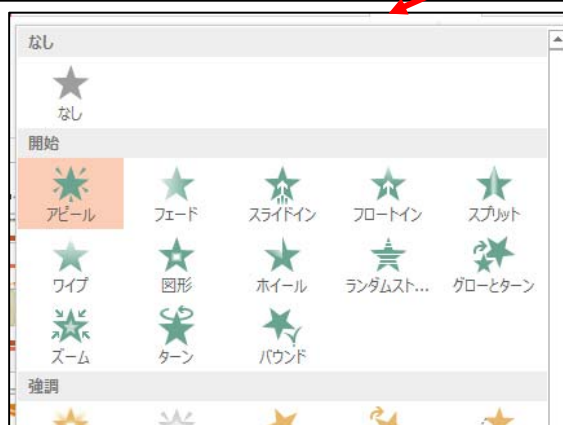 なし
なし
開始
アピール フェード スライドイン フロートイン スプリット
ワイプ 図形 ホイール ランダムスト... グローとターン
ズーム ターン バウンド
強調